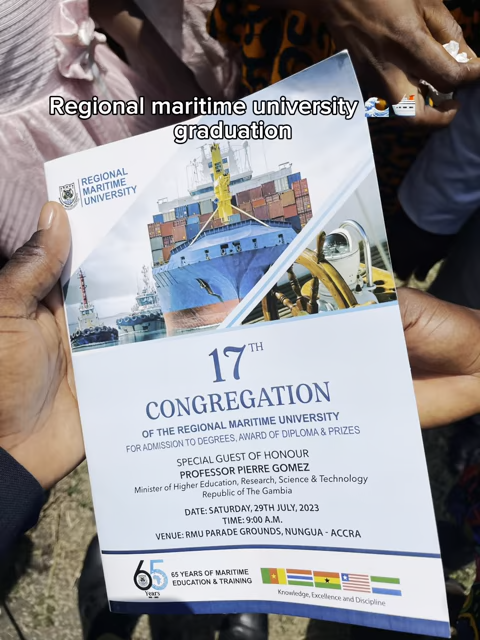 Regional maritime university 🌊🚢
graduation
REGIONAL
MARITIME
UNIVERSITY
17TH
CONGREGATION
OF THE REGIONAL MARITIME UNIVERSITY
FOR ADMISSION TO DEGREES, AWARD OF DIPLOMA & PRIZES
SPECIAL GUEST OF HONOUR
PROFESSOR PIERRE GOMEZ
Minister of Higher Education, Research, Science & Technology
Republic of The Gambia
DATE: SATURDAY, 29TH JULY, 2023
TIME: 9:00 A.M.
VENUE: RMU PARADE GROUNDS, NUNGUA - ACCRA
65
Years
65 YEARS OF MARITIME
EDUCATION & TRAINING
Knowledge, Excellence and Discipline